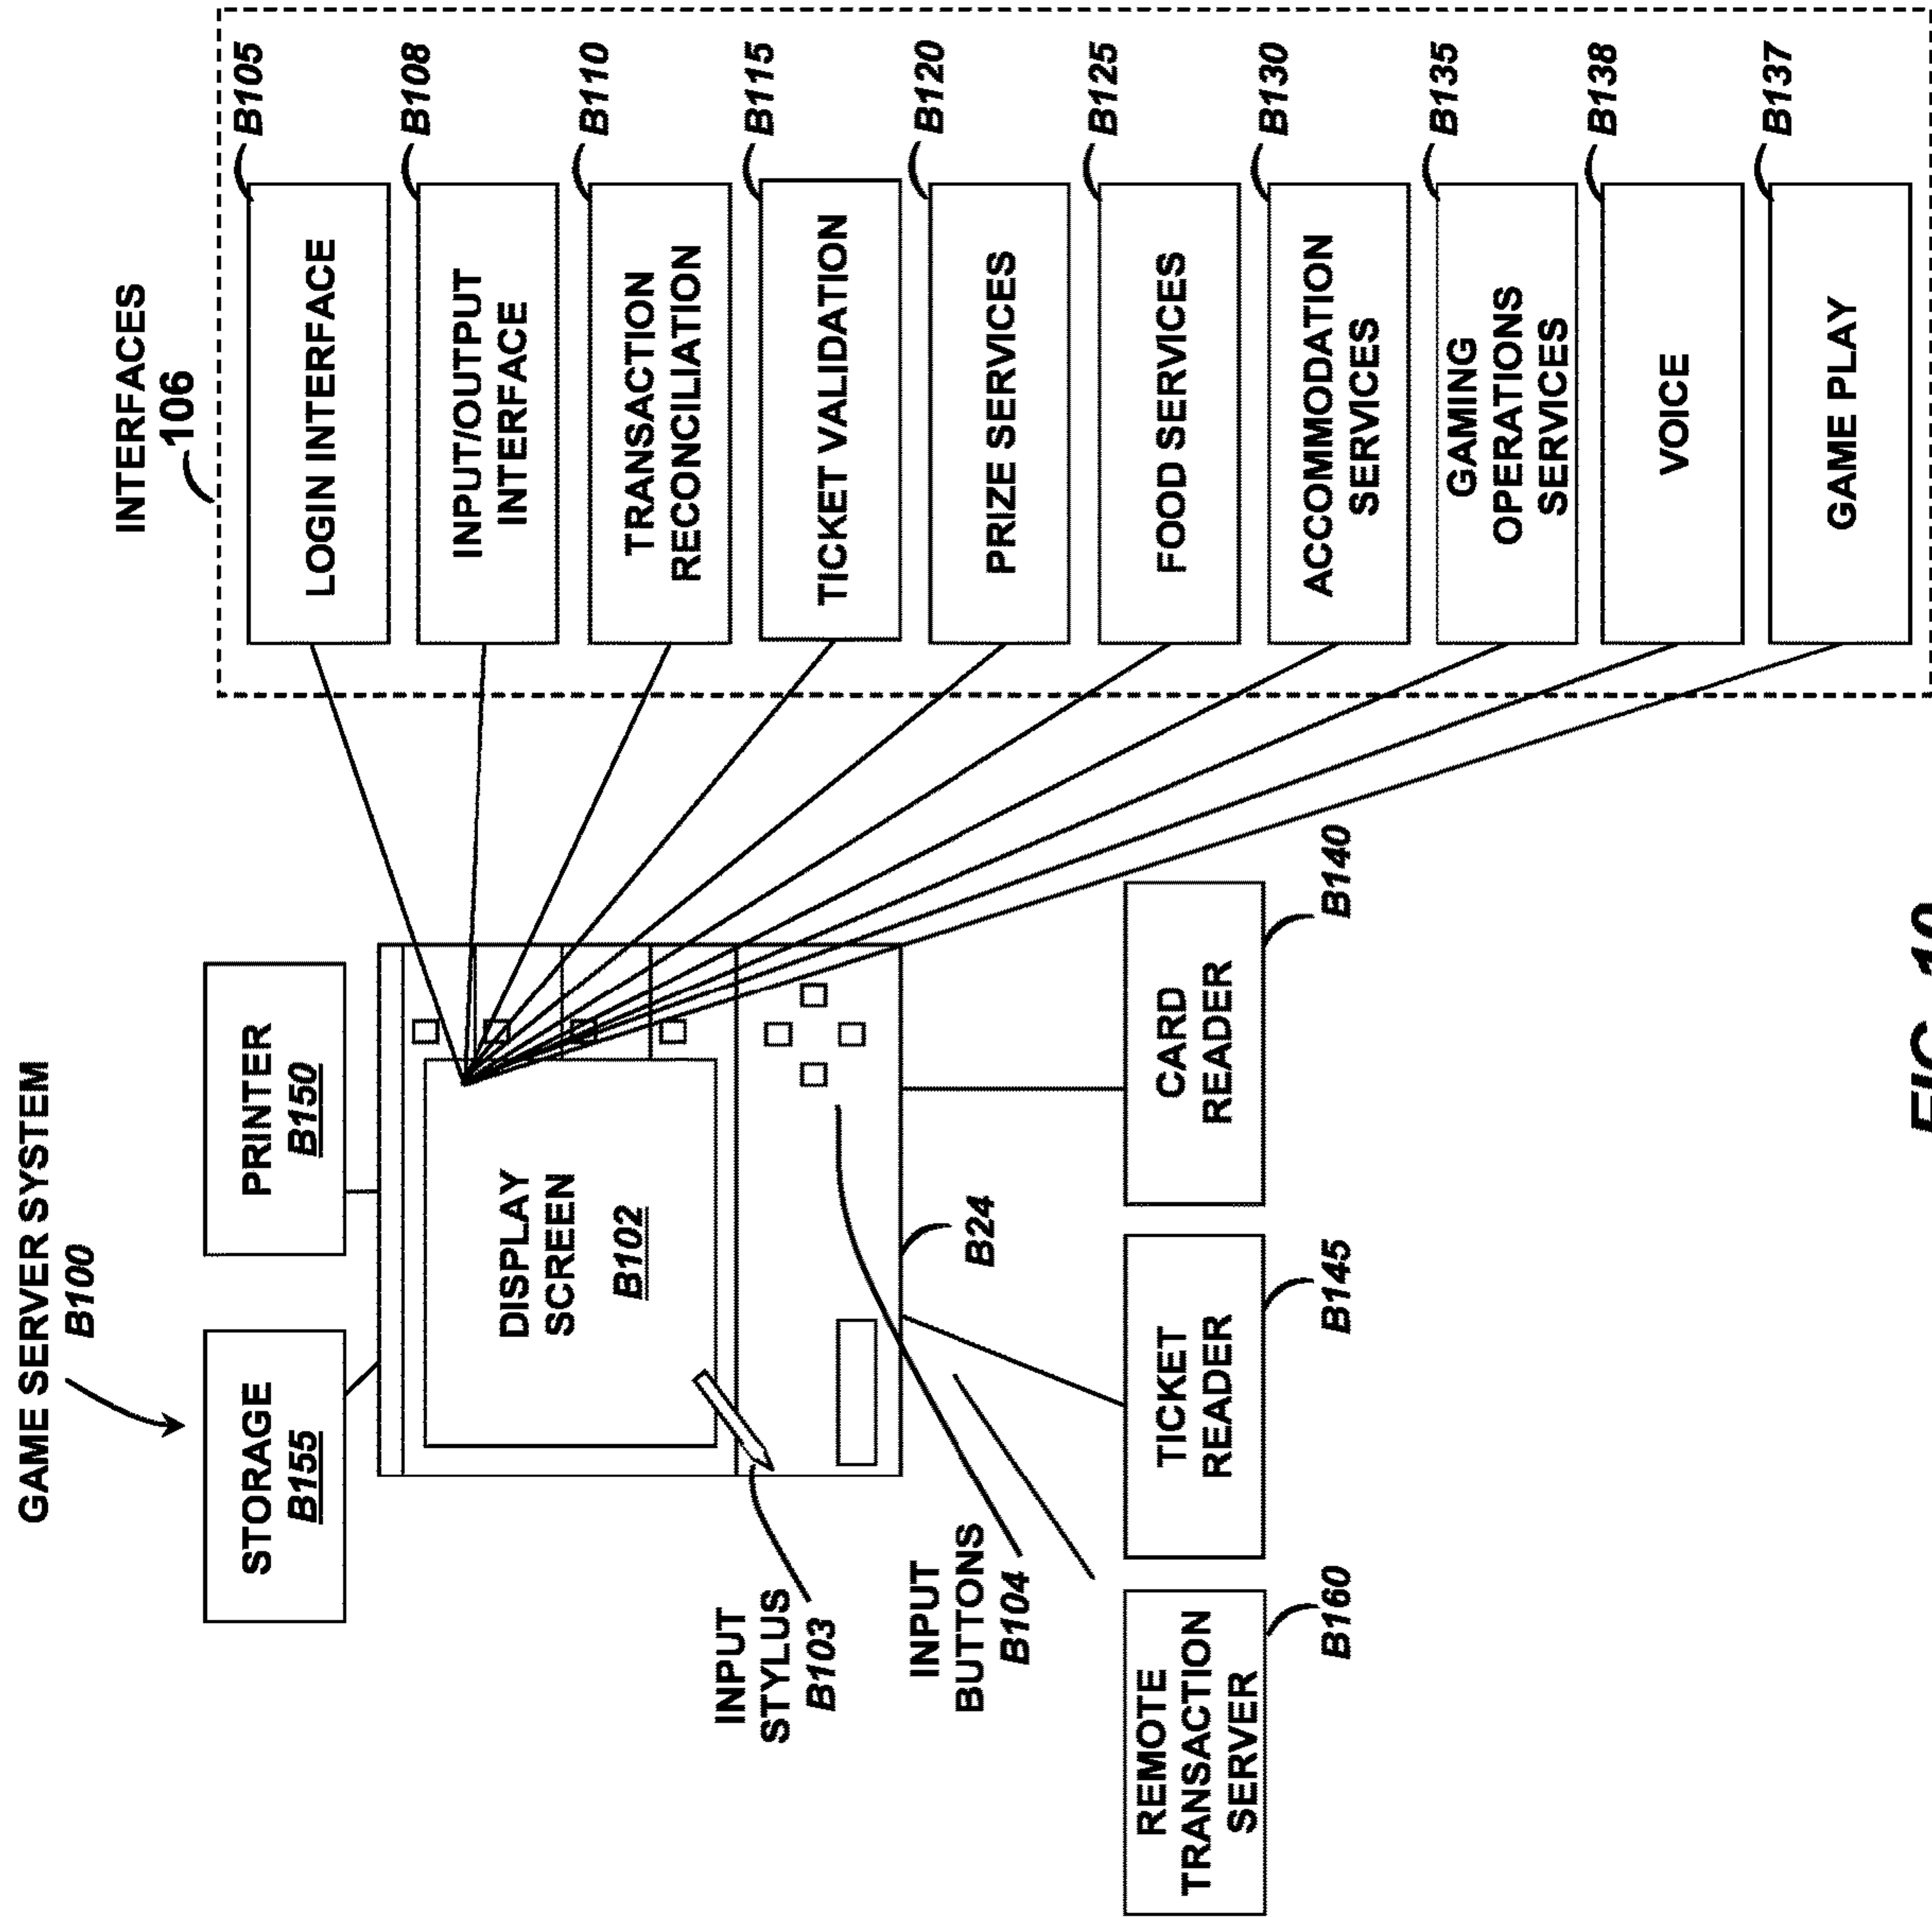 GAME SERVER SYSTEM
B100
STORAGE
B155
PRINTER
B150
DISPLAY
SCREEN
B102
INPUT
STYLUS
B103
INPUT
BUTTONS
B104
B24
REMOTE
TRANSACTION
SERVER
B160
TICKET
READER
B145
CARD
READER
B140
INTERFACES
106
LOGIN INTERFACE
B105
INPUT/OUTPUT
INTERFACE
B108
TRANSACTION
RECONCILIATION
B110
TICKET VALIDATION
B115
PRIZE SERVICES
B120
FOOD SERVICES
B125
ACCOMMODATION
SERVICES
B130
GAMING
OPERATIONS
SERVICES
B135
VOICE
B138
GAME PLAY
B137
FIG.